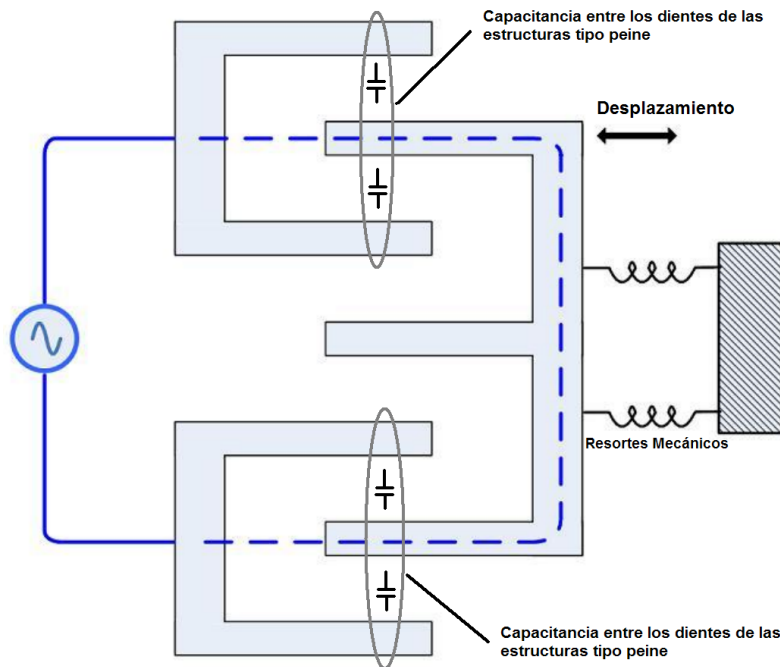 Capacitancia entre los dientes de las
estructuras tipo peine
Desplazamiento
Resortes Mecánicos
Capacitancia entre los dientes de las
estructuras tipo peine